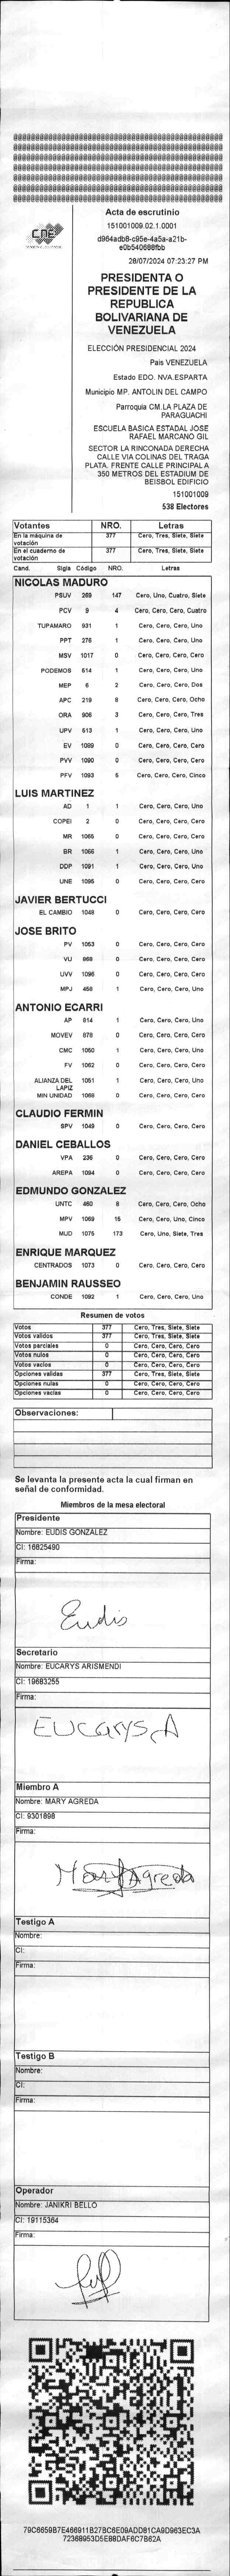 @@@@@@@@@@@@@@@@@@@@@@@@@@@@@@@@@@@@@@@@
@@@@@@@@@@@@@@@@@@@@@@@@@@@@@@@@@@@@@@@@
@@@@@@@@@@@@@@@@@@@@@@@@@@@@@@@@@@@@@@@@
@@@@@@@@@@@@@@@@@@@@@@@@@@@@@@@@@@@@@@@@
@@@@@@@@@@@@@@@@@@@@@@@@@@@@@@@@@@@@@@@@
@@@@@@@@@@@@@@@@@@@@@@@@@@@@@@@@@@@@@@@@
@@@@@@@@@@@@@@@@@@@@@@@@@@@@@@@@@@@@@@@@
CNE
Acta de escrutinio
151001009.02.1.0001
d964adb8-c95e-4a5a-a21b-
e0b540688fbb
28/07/2024 07:23:27 PM
PRESIDENTA O
PRESIDENTE DE LA
REPUBLICA
BOLIVARIANA DE
VENEZUELA
ELECCIÓN PRESIDENCIAL 2024
Pais VENEZUELA
Estado EDO. NVA.ESPARTA
Municipio MP. ANTOLIN DEL CAMPO
Parroquia CM.LA PLAZA DE
PARAGUACHI
ESCUELA BASICA ESTADAL JOSE
RAFAEL MARCANO GIL
SECTOR LA RINCONADA DERECHA
CALLE VIA COLINAS DEL TRAGA
PLATA. FRENTE CALLE PRINCIPAL A
350 METROS DEL ESTADIUM DE
BEISBOL EDIFICIO
151001009
538 Electores
Votantes NRO. Letras
En la máquina de votación 377 Cero, Tres, Siete, Siete
En el cuaderno de votación 377 Cero, Tres, Siete, Siete
Cand. Sigla Código NRO. Letras
NICOLAS MADURO
PSUV 269 147 Cero, Uno, Cuatro, Siete
PCV 9 4 Cero, Cero, Cero, Cuatro
TUPAMARO 931 1 Cero, Cero, Cero, Uno
PPT 276 1 Cero, Cero, Cero, Uno
MSV 1017 0 Cero, Cero, Cero, Cero
PODEMOS 514 1 Cero, Cero, Cero, Uno
MEP 6 2 Cero, Cero, Cero, Dos
APC 219 8 Cero, Cero, Cero, Ocho
ORA 906 3 Cero, Cero, Cero, Tres
UPV 513 1 Cero, Cero, Cero, Uno
EV 1089 0 Cero, Cero, Cero, Cero
PVV 1090 0 Cero, Cero, Cero, Cero
PFV 1093 5 Cero, Cero, Cero, Cinco
LUIS MARTINEZ
AD 1 1 Cero, Cero, Cero, Uno
COPEI 2 0 Cero, Cero, Cero, Cero
MR 1065 0 Cero, Cero, Cero, Cero
BR 1066 1 Cero, Cero, Cero, Uno
DDP 1091 1 Cero, Cero, Cero, Uno
UNE 1095 0 Cero, Cero, Cero, Cero
JAVIER BERTUCCI
EL CAMBIO 1048 0 Cero, Cero, Cero, Cero
JOSE BRITO
PV 1053 0 Cero, Cero, Cero, Cero
VU 868 0 Cero, Cero, Cero, Cero
UVV 1096 0 Cero, Cero, Cero, Cero
MPJ 458 1 Cero, Cero, Cero, Uno
ANTONIO ECARRI
AP 614 1 Cero, Cero, Cero, Uno
MOVEV 878 0 Cero, Cero, Cero, Cero
CMC 1050 1 Cero, Cero, Cero, Uno
FV 1062 0 Cero, Cero, Cero, Cero
ALIANZA DEL LAPIZ 1051 1 Cero, Cero, Cero, Uno
MIN UNIDAD 1068 0 Cero, Cero, Cero, Cero
CLAUDIO FERMIN
SPV 1049 0 Cero, Cero, Cero, Cero
DANIEL CEBALLOS
VPA 236 0 Cero, Cero, Cero, Cero
AREPA 1094 0 Cero, Cero, Cero, Cero
EDMUNDO GONZALEZ
UNTC 460 8 Cero, Cero, Cero, Ocho
MPV 1069 15 Cero, Cero, Uno, Cinco
MUD 1075 173 Cero, Uno, Siete, Tres
ENRIQUE MARQUEZ
CENTRADOS 1073 0 Cero, Cero, Cero, Cero
BENJAMIN RAUSSEO
CONDE 1092 1 Cero, Cero, Cero, Uno
Resumen de votos
Votos 377 Cero, Tres, Siete, Siete
Votos validos 377 Cero, Tres, Siete, Siete
Votos parciales 0 Cero, Cero, Cero, Cero
Votos nulos 0 Cero, Cero, Cero, Cero
Votos vacios 0 Cero, Cero, Cero, Cero
Opciones validas 377 Cero, Tres, Siete, Siete
Opciones nulas 0 Cero, Cero, Cero, Cero
Opciones vacias 0 Cero, Cero, Cero, Cero
Observaciones:
Se levanta la presente acta la cual firman en
señal de conformidad.
Miembros de la mesa electoral
Presidente
Nombre: EUDIS GONZALEZ
CI: 16825490
Firma:
Eudis
Secretario
Nombre: EUCARYS ARISMENDI
CI: 19683255
Firma:
EUCarys A
Miembro A
Nombre: MARY AGREDA
CI: 9301898
Firma:
Mary Agreda
Testigo A
Nombre:
CI:
Firma:
Testigo B
Nombre:
CI:
Firma:
Operador
Nombre: JANIKRI BELLO
CI: 19115364
Firma:
79C6659B7E466911B27BC6E09ADD81CA9D963EC3A
72368953D5E88DAF6C7B62A